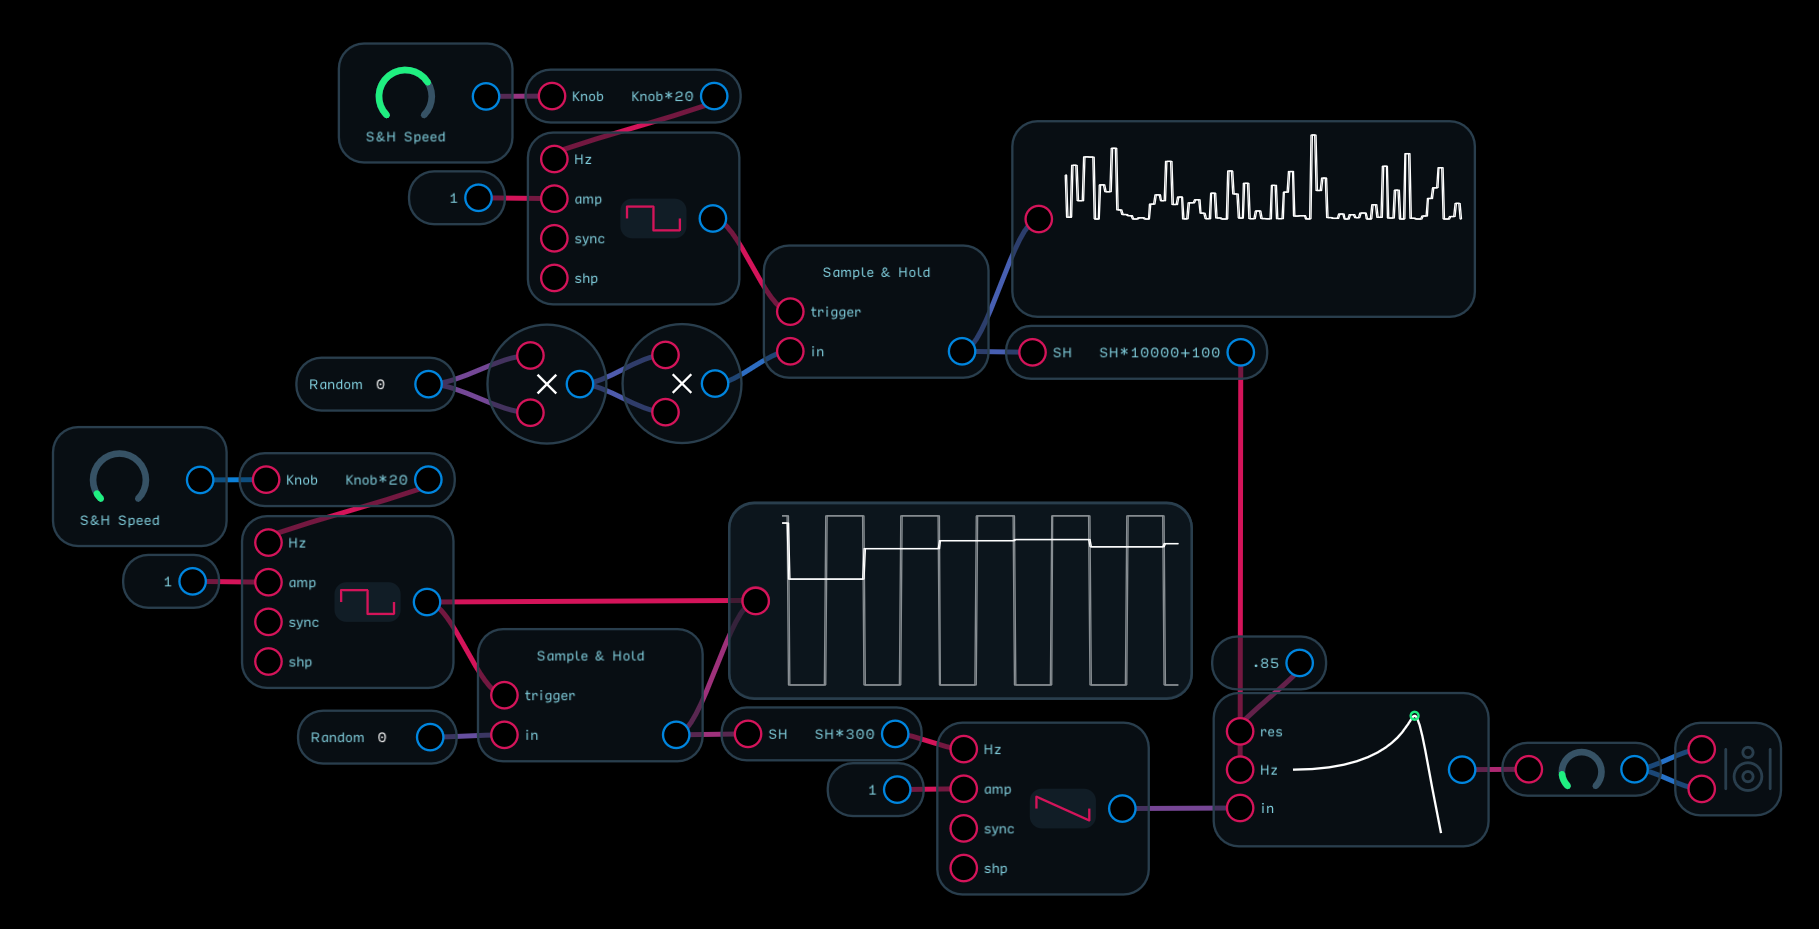 S&H Speed
Knob Knob*20
Hz
1
amp
sync
shp
Sample & Hold
trigger
in
SH SH*10000+100
Random 0
S&H Speed
Knob Knob*20
Hz
1
amp
sync
shp
Sample & Hold
trigger
in
Random 0
SH SH*300
Hz
1
amp
sync
shp
.85
res
Hz
in